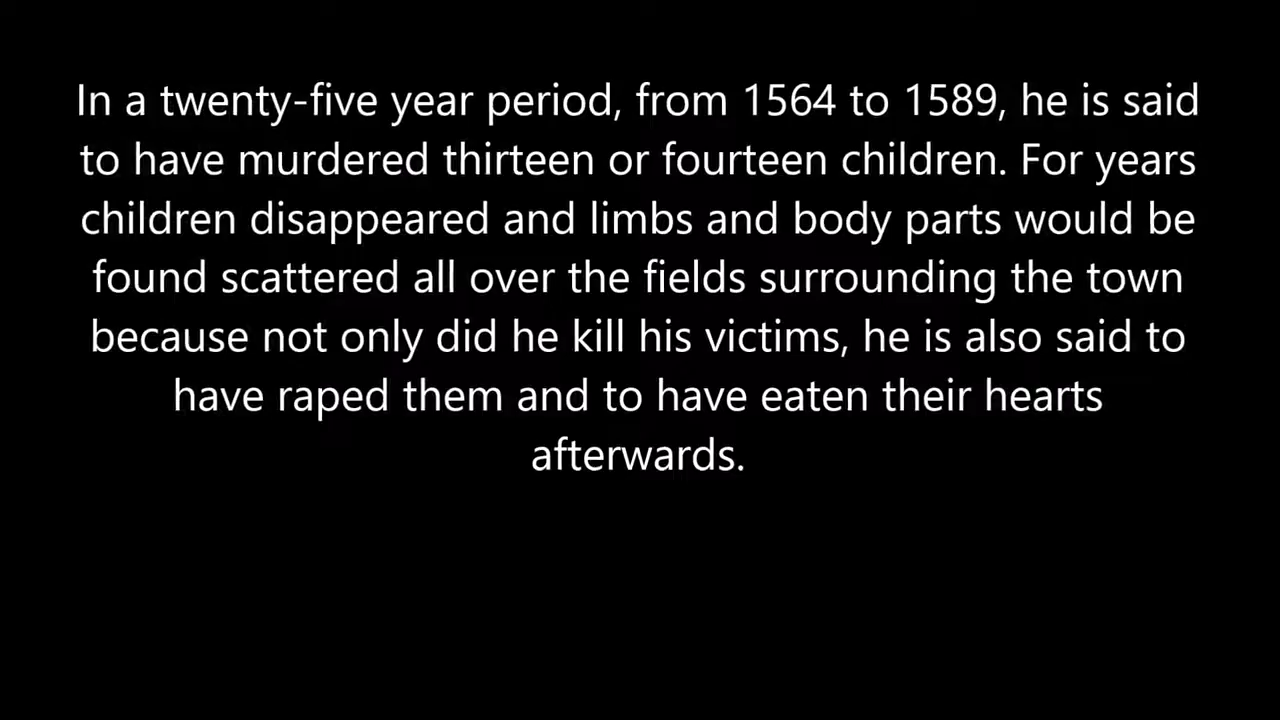 In a twenty-five year period, from 1564 to 1589, he is said
to have murdered thirteen or fourteen children. For years
children disappeared and limbs and body parts would be
found scattered all over the fields surrounding the town
because not only did he kill his victims, he is also said to
have raped them and to have eaten their hearts
afterwards.